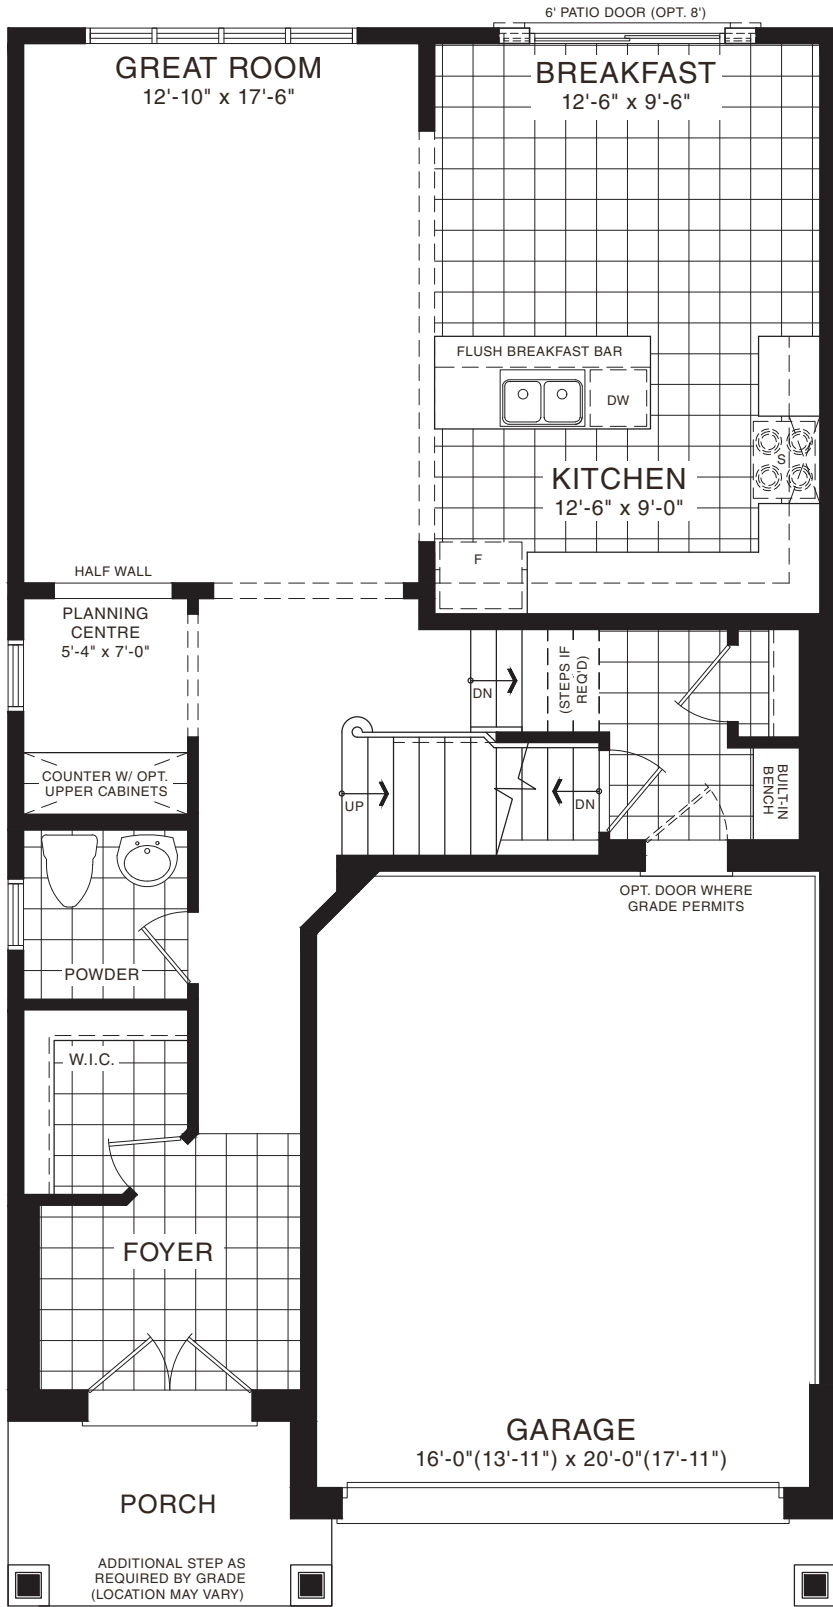 6' PATIO DOOR (OPT. 8')
GREAT ROOM
12'-10" x 17'-6"
BREAKFAST
12'-6" x 9'-6"
FLUSH BREAKFAST BAR
DW
S
KITCHEN
12'-6" x 9'-0"
F
HALF WALL
PLANNING
CENTRE
5'-4" x 7'-0"
DN
(STEPS IF
REQ'D)
COUNTER W/ OPT.
UPPER CABINETS
UP
DN
BUILT-IN
BENCH
OPT. DOOR WHERE
GRADE PERMITS
POWDER
W.I.C.
FOYER
GARAGE
16'-0"(13'-11") x 20'-0"(17'-11")
PORCH
ADDITIONAL STEP AS
REQUIRED BY GRADE
(LOCATION MAY VARY)